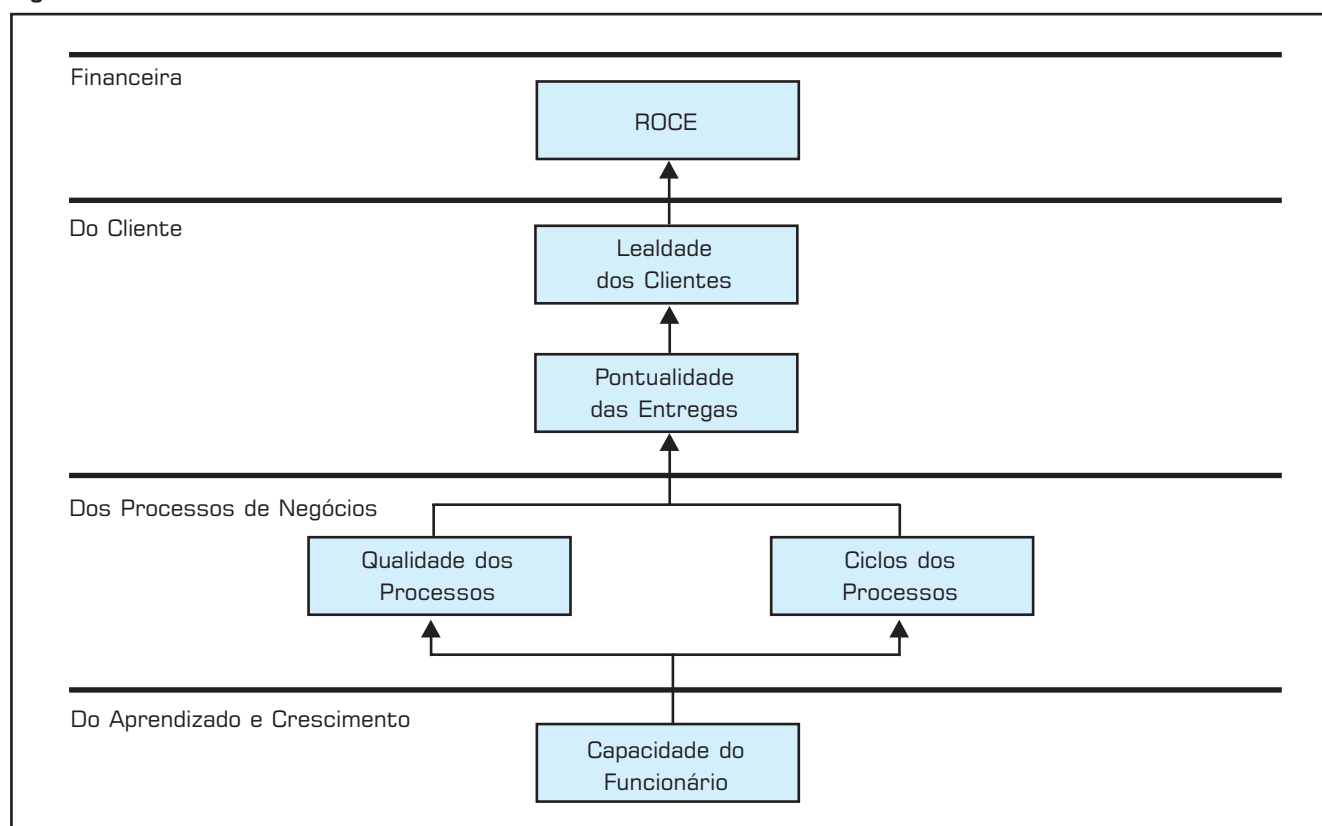 Financeira
ROCE
Do Cliente
Lealdade
dos Clientes
Pontualidade
das Entregas
Dos Processos de Negócios
Qualidade dos
Processos
Ciclos dos
Processos
Do Aprendizado e Crescimento
Capacidade do
Funcionário